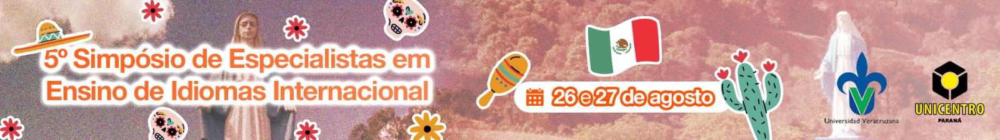 5º Simpósio de Especialistas em
Ensino de Idiomas Internacional
26 e 27 de agosto
Universidad Veracruzana
UNICENTRO
PARANÁ